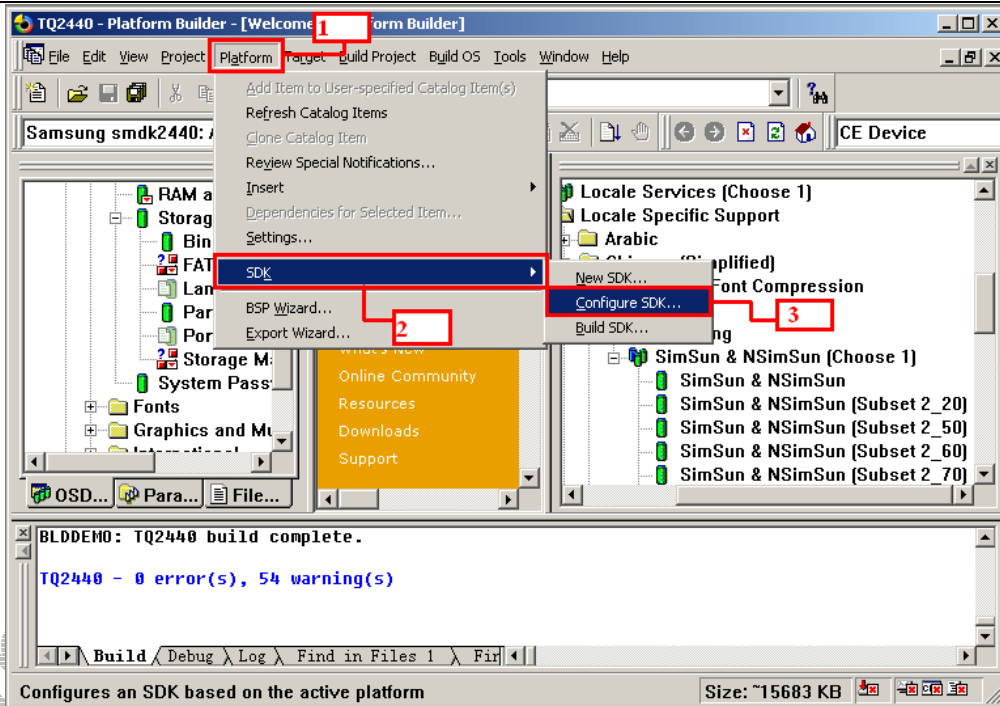 TQ2440 - Platform Builder - [Welcome orm Builder]
1
File Edit View Project Platform Target Build Project Build OS Tools Window Help
Add Item to User-specified Catalog Item(s)
Refresh Catalog Items
Clone Catalog Item
Review Special Notifications...
Insert
Dependencies for Selected Item...
Settings...
SDK
BSP Wizard...
Export Wizard...
2
New SDK...
Configure SDK...
Build SDK...
3
Samsung smdk2440:
CE Device
RAM a
Storag
Bin
FAT
Lan
Par
Por
Storage M
System Pass
Fonts
Graphics and Mu
International
What's New
Online Community
Resources
Downloads
Support
Locale Services (Choose 1)
Locale Specific Support
Arabic
plified)
Font Compression
ng
SimSun & NSimSun (Choose 1)
SimSun & NSimSun
SimSun & NSimSun (Subset 2_20)
SimSun & NSimSun (Subset 2_50)
SimSun & NSimSun (Subset 2_60)
SimSun & NSimSun (Subset 2_70)
OSD... Para... File...
BLDDEMO: TQ2440 build complete.
TQ2440 - 0 error(s), 54 warning(s)
Build Debug Log Find in Files 1 Fin
Configures an SDK based on the active platform
Size: ~15683 KB